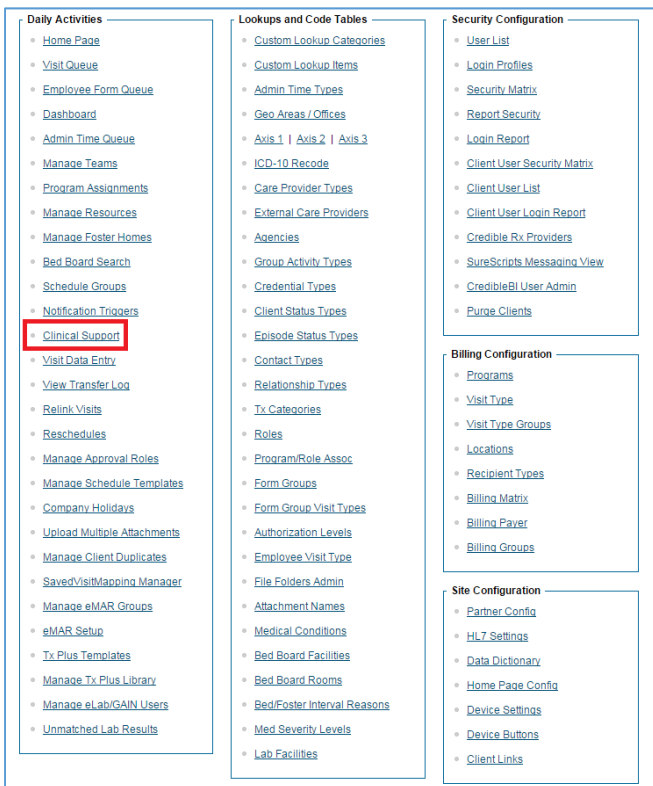 Daily Activities
Home Page
Visit Queue
Employee Form Queue
Dashboard
Admin Time Queue
Manage Teams
Program Assignments
Manage Resources
Manage Foster Homes
Bed Board Search
Schedule Groups
Notification Triggers
Clinical Support
Visit Data Entry
View Transfer Log
Relink Visits
Reschedules
Manage Approval Roles
Manage Schedule Templates
Company Holidays
Upload Multiple Attachments
Manage Client Duplicates
SavedVisitMapping Manager
Manage eMAR Groups
eMAR Setup
Tx Plus Templates
Manage Tx Plus Library
Manage eLab/GAIN Users
Unmatched Lab Results
Lookups and Code Tables
Custom Lookup Categories
Custom Lookup Items
Admin Time Types
Geo Areas / Offices
Axis 1 | Axis 2 | Axis 3
ICD-10 Recode
Care Provider Types
External Care Providers
Agencies
Group Activity Types
Credential Types
Client Status Types
Episode Status Types
Contact Types
Relationship Types
Tx Categories
Roles
Program/Role Assoc
Form Groups
Form Group Visit Types
Authorization Levels
Employee Visit Type
File Folders Admin
Attachment Names
Medical Conditions
Bed Board Facilities
Bed Board Rooms
Bed/Foster Interval Reasons
Med Severity Levels
Lab Facilities
Security Configuration
User List
Login Profiles
Security Matrix
Report Security
Login Report
Client User Security Matrix
Client User List
Client User Login Report
Credible Rx Providers
SureScripts Messaging View
CredibleBI User Admin
Purge Clients
Billing Configuration
Programs
Visit Type
Visit Type Groups
Locations
Recipient Types
Billing Matrix
Billing Payer
Billing Groups
Site Configuration
Partner Config
HL7 Settings
Data Dictionary
Home Page Config
Device Settings
Device Buttons
Client Links